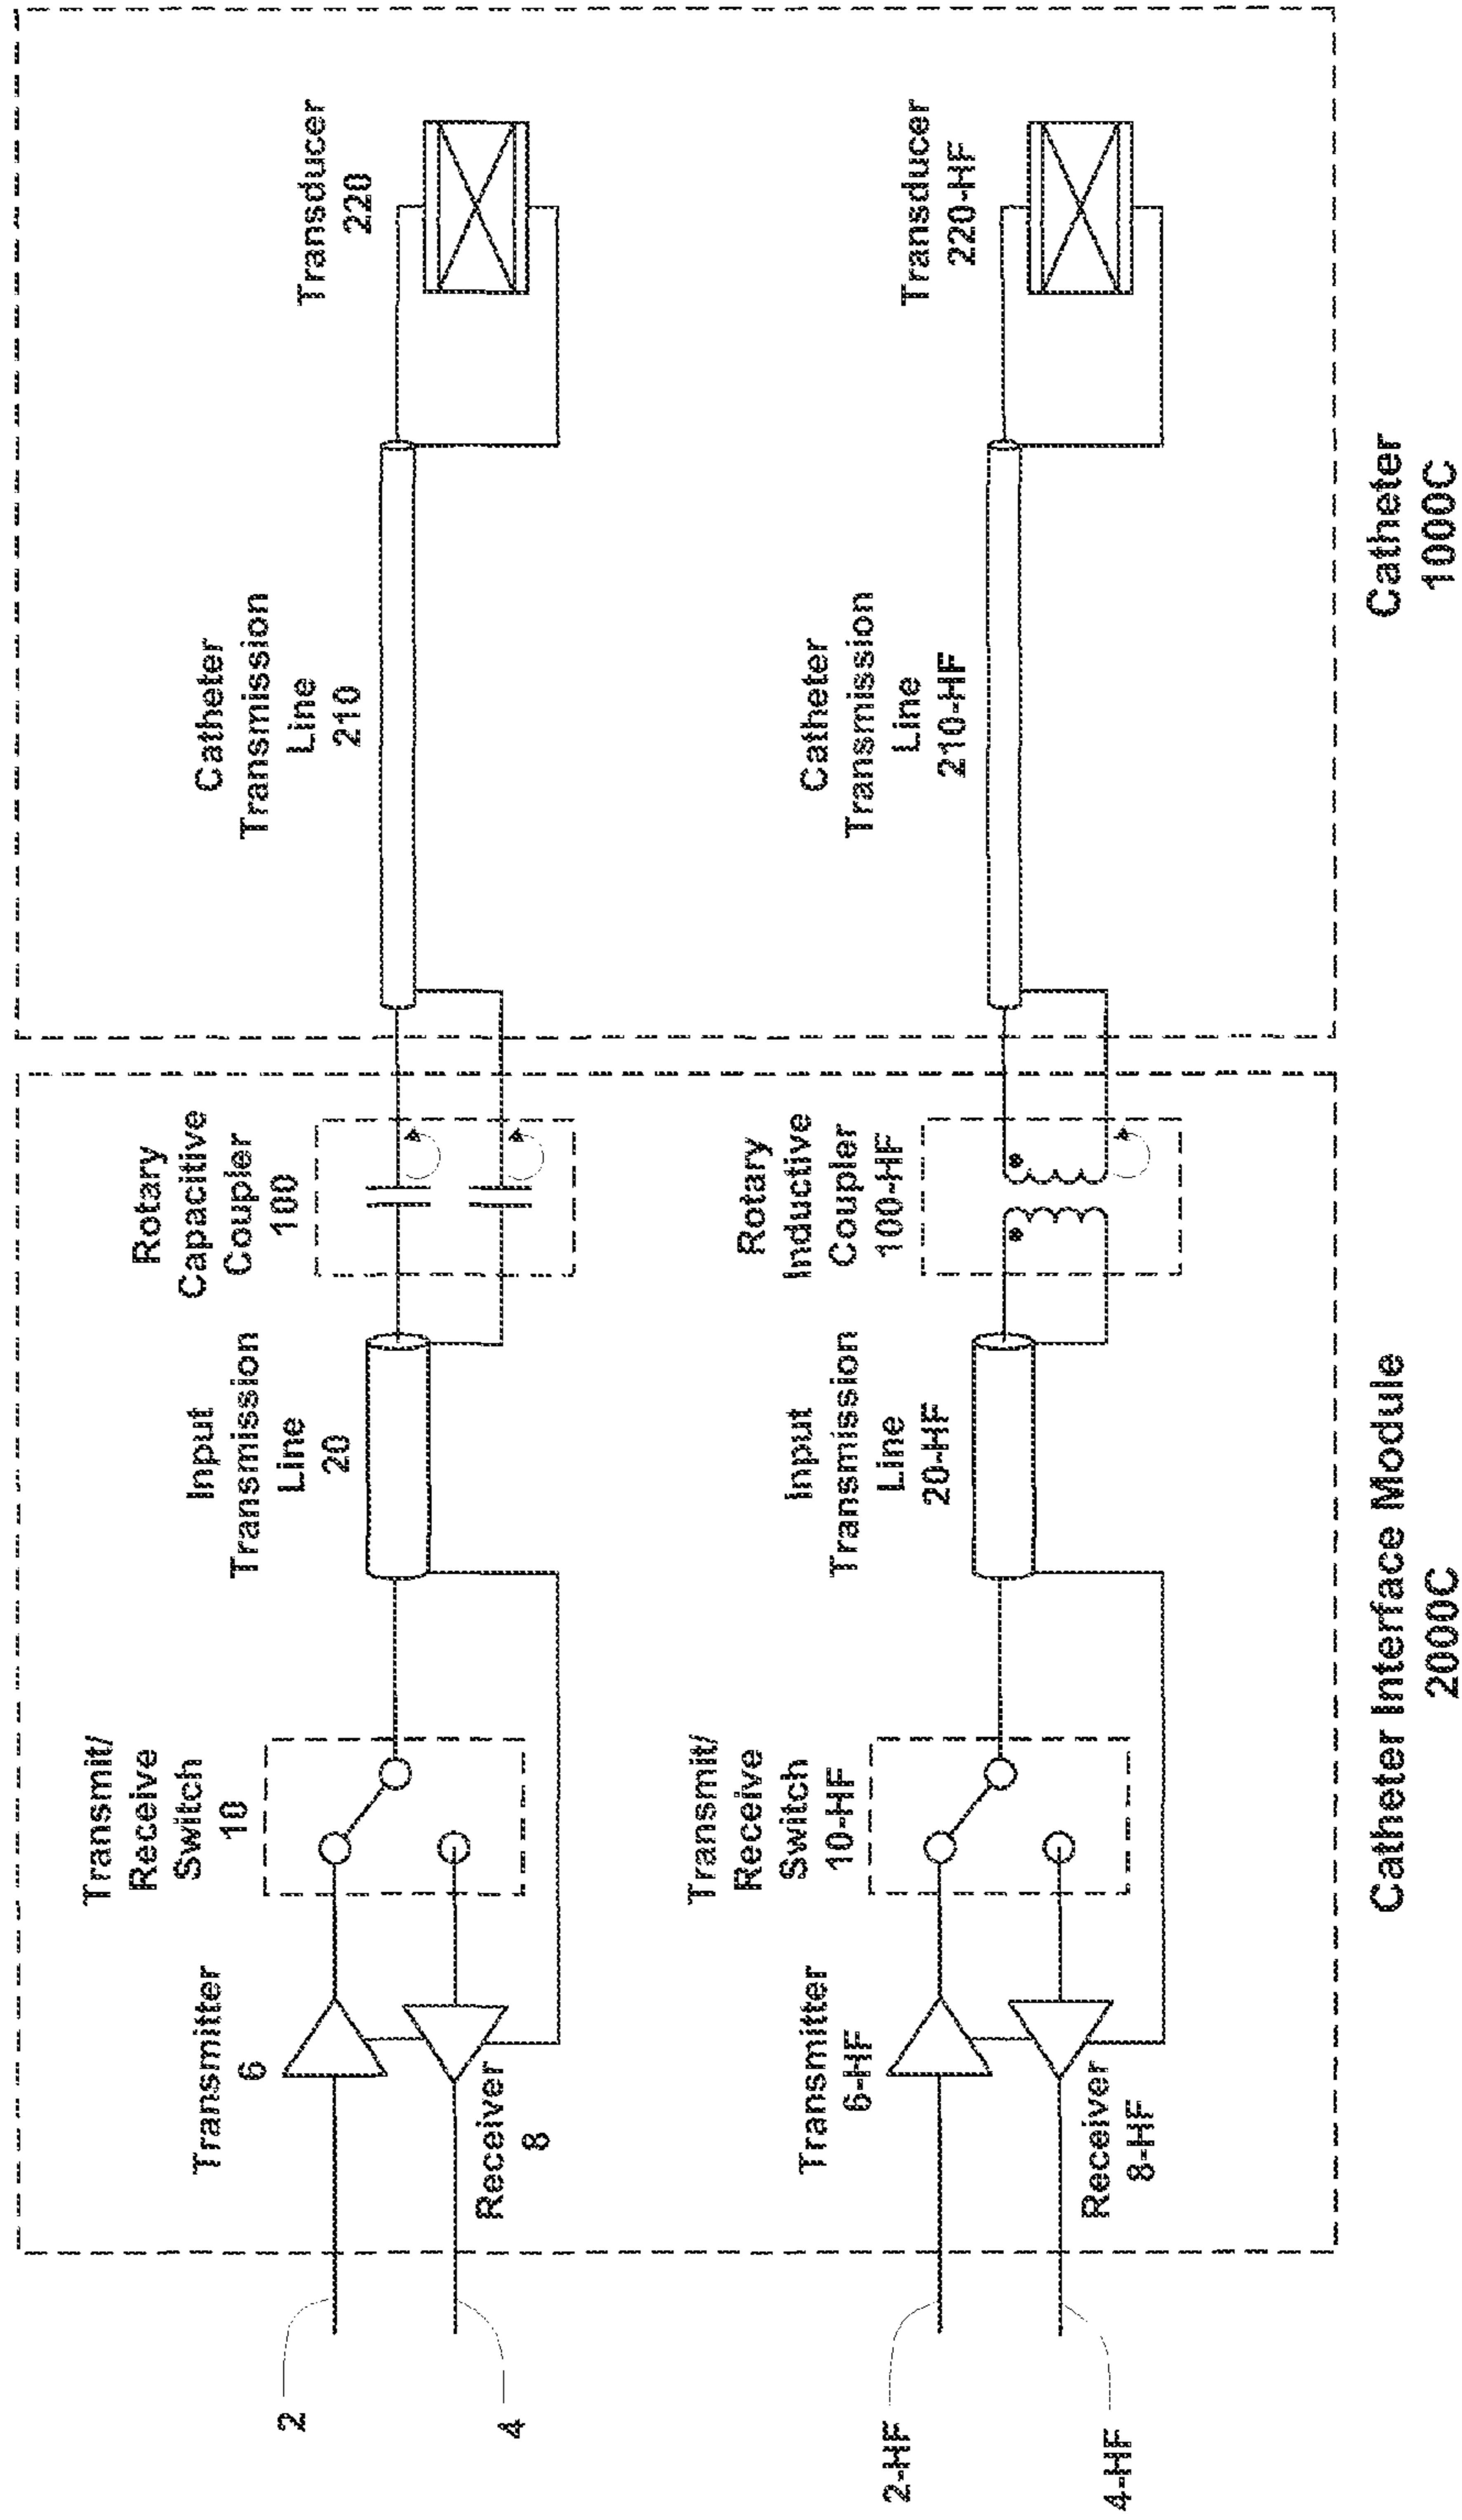 2
4
Transmitter
6
Receiver
8
Transmit/
Receive
Switch
10
Input
Transmission
Line
20
Rotary
Capacitive
Coupler
100
Catheter
Transmission
Line
210
Transducer
220
2-HF
4-HF
Transmitter
6-HF
Receiver
8-HF
Transmit/
Receive
Switch
10-HF
Input
Transmission
Line
20-HF
Rotary
Inductive
Coupler
100-HF
Catheter
Transmission
Line
210-HF
Transducer
220-HF
Catheter Interface Module
2000C
Catheter
1000C